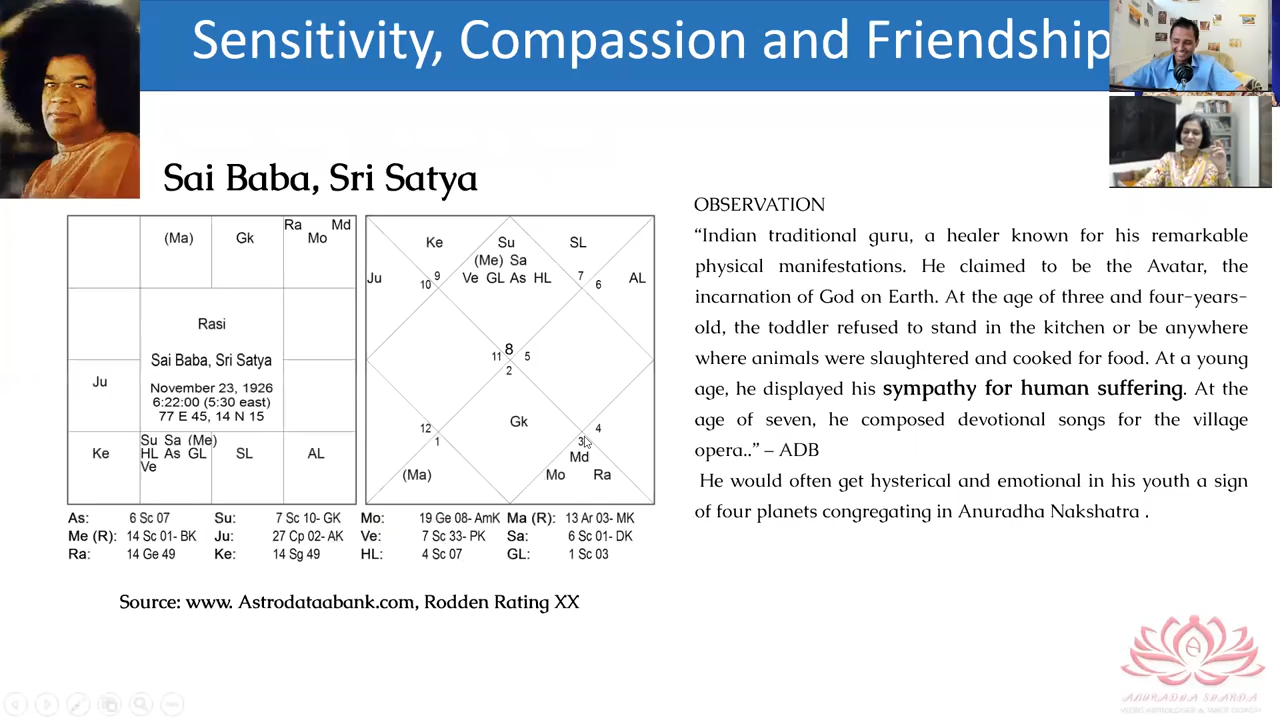 Sensitivity, Compassion and Friendship
Sai Baba, Sri Satya
(Ma)
Gk
Ra Md
Mo
Rasi
Sai Baba, Sri Satya
November 23, 1926
6:22:00 (5:30 east)
77 E 45, 14 N 15
Ju
Ke
Su Sa (Me)
HL As GL
Ve
SL
AL
Ke
Su
SL
(Me) Sa
Ju
10
9
Ve GL As HL
7
6
AL
8
11
5
2
Gk
12
1
4
3
Md
(Ma)
Mo
Ra
As: 6 Sc 07 Su: 7 Sc 10- GK Mo: 19 Ge 08- AmK Ma (R): 13 Ar 03- MK
Me (R): 14 Sc 01- BK Ju: 27 Cp 02- AK Ve: 7 Sc 33- PK Sa: 6 Sc 01- DK
Ra: 14 Ge 49 Ke: 14 Sg 49 HL: 4 Sc 07 GL: 1 Sc 03
Source: www. Astrodataabank.com, Rodden Rating XX
OBSERVATION
“Indian traditional guru, a healer known for his remarkable
physical manifestations. He claimed to be the Avatar, the
incarnation of God on Earth. At the age of three and four-years-
old, the toddler refused to stand in the kitchen or be anywhere
where animals were slaughtered and cooked for food. At a young
age, he displayed his sympathy for human suffering. At the
age of seven, he composed devotional songs for the village
opera..” – ADB
He would often get hysterical and emotional in his youth a sign
of four planets congregating in Anuradha Nakshatra .
ANURADHA SHARDA